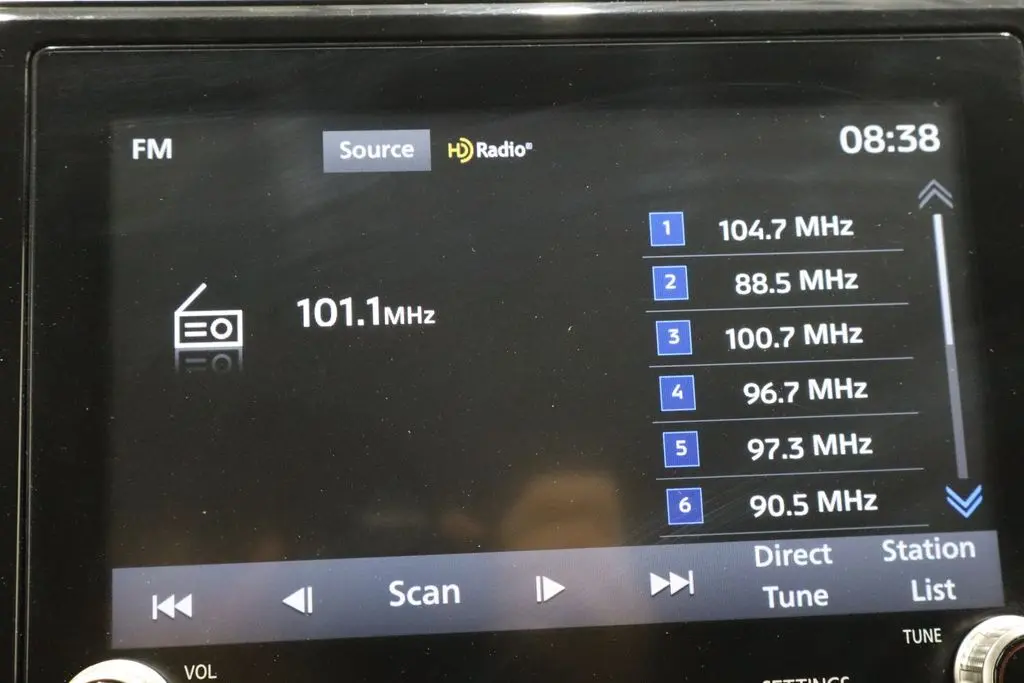 FM
Source
HD Radio®
08:38
101.1MHz
1 104.7 MHz
2 88.5 MHz
3 100.7 MHz
4 96.7 MHz
5 97.3 MHz
6 90.5 MHz
Scan
Direct
Tune
Station
List
VOL
TUNE
SETTINGS